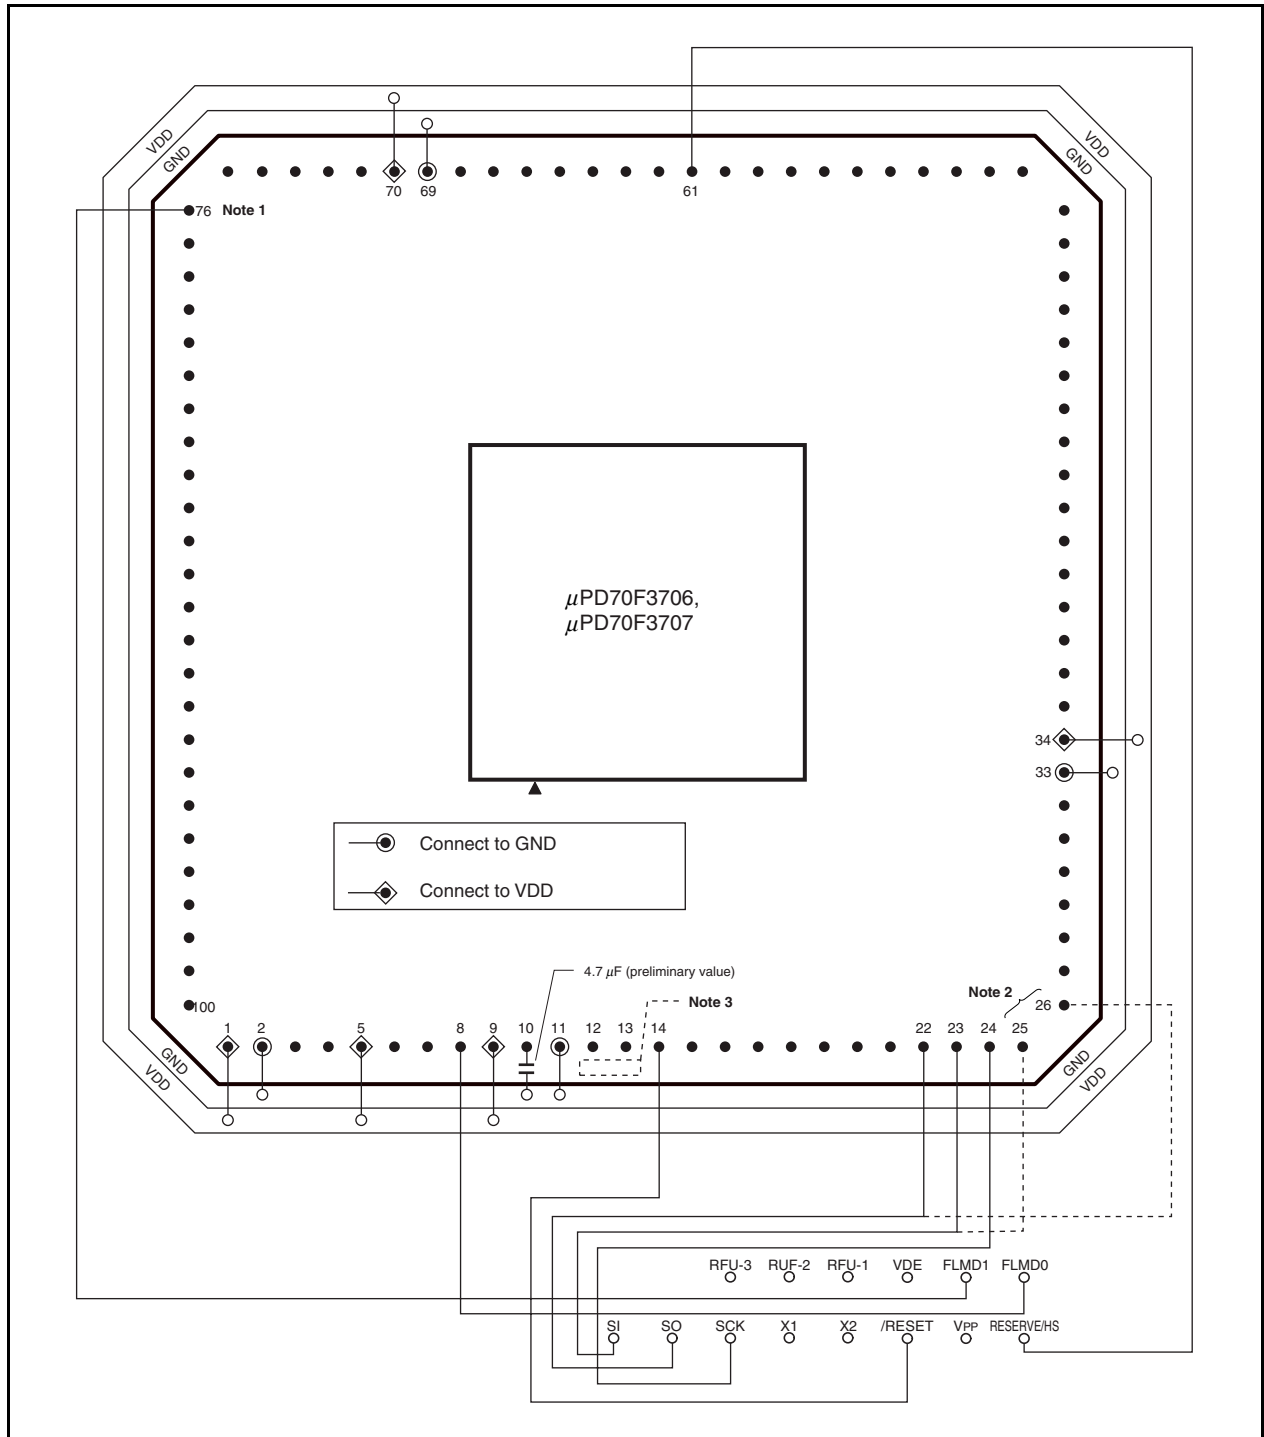 VDD
GND
VDD
GND
70
69
61
76 Note 1
μPD70F3706,
μPD70F3707
34
33
Connect to GND
Connect to VDD
4.7 μF (preliminary value)
Note 3
Note 2
100
26
1
2
5
8
9
10
11
12
13
14
22
23
24
25
GND
VDD
GND
VDD
RFU-3
RUF-2
RFU-1
VDE
FLMD1
FLMD0
SI
SO
SCK
X1
X2
/RESET
VPP
RESERVE/HS